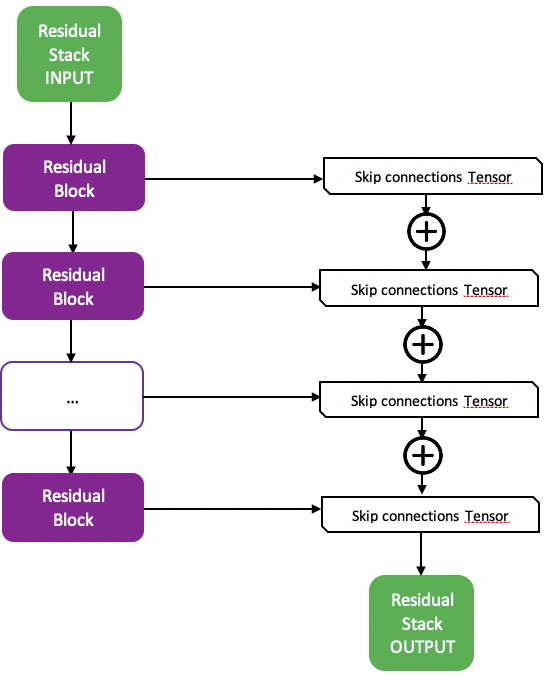 Residual
Stack
INPUT
Residual
Block
Skip connections Tensor
Residual
Block
Skip connections Tensor
...
Skip connections Tensor
Residual
Block
Skip connections Tensor
Residual
Stack
OUTPUT